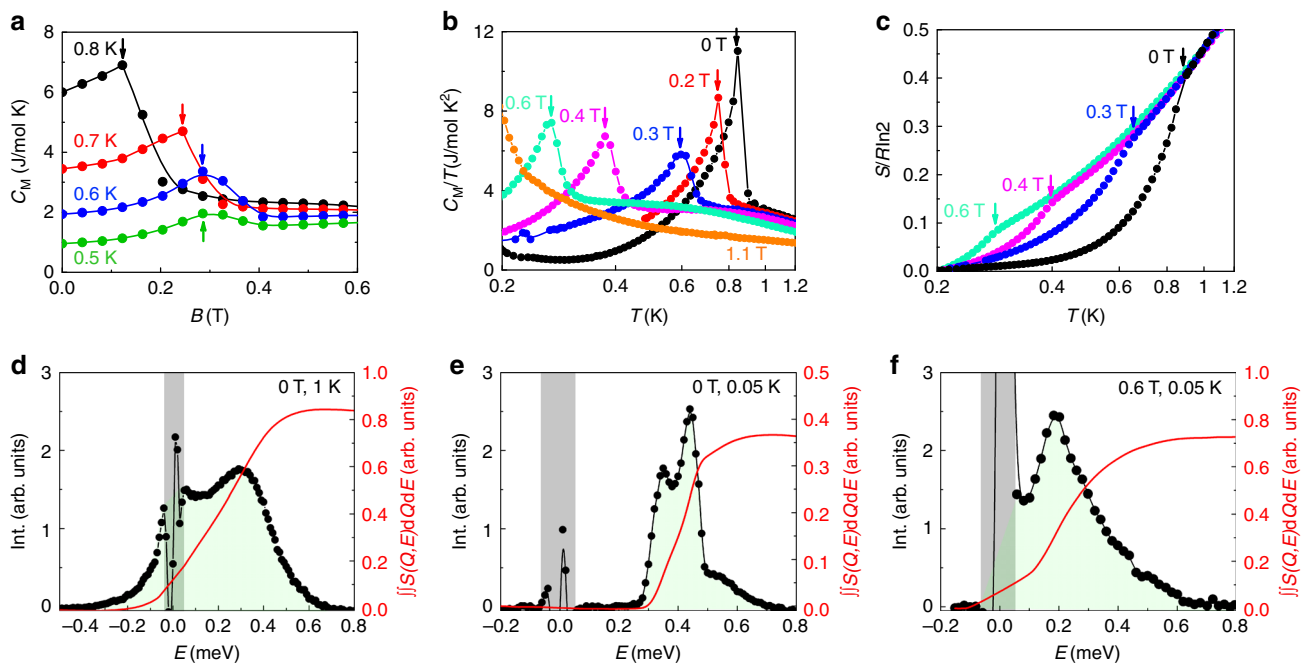 a
8
6
4
2
0
C_M (J/mol K)
0.8 K
0.7 K
0.6 K
0.5 K
0.0
0.2
0.4
0.6
B (T)
b
12
8
4
0
C_M/T (J/mol K²)
0 T
0.2 T
0.6 T
0.4 T
0.3 T
1.1 T
0.2
0.4
0.6
0.8
1
1.2
T (K)
c
0.5
0.4
0.3
0.2
0.1
0.0
S/Rln2
0 T
0.3 T
0.4 T
0.6 T
0.2
0.4
0.6
0.8
1
1.2
T (K)
d
3
2
1
0
Int. (arb. units)
0 T, 1 K
1.0
0.8
0.6
0.4
0.2
0.0
∫∫S(Q,E)dQdE (arb. units)
−0.4
−0.2
0.0
0.2
0.4
0.6
0.8
E (meV)
e
3
2
1
0
Int. (arb. units)
0 T, 0.05 K
0.5
0.4
0.3
0.2
0.1
0.0
∫∫S(Q,E)dQdE (arb. units)
−0.2
0.0
0.2
0.4
0.6
0.8
E (meV)
f
3
2
1
0
Int. (arb. units)
0.6 T, 0.05 K
1.0
0.8
0.6
0.4
0.2
0.0
∫∫S(Q,E)dQdE (arb. units)
−0.2
0.0
0.2
0.4
0.6
0.8
E (meV)